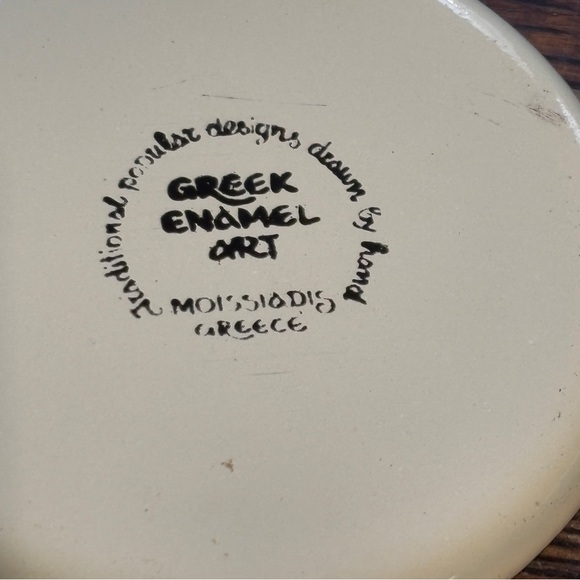 Traditional popular designs drawn by hand
GREEK
ENAMEL
ART
MOISSIADIS
GREECE